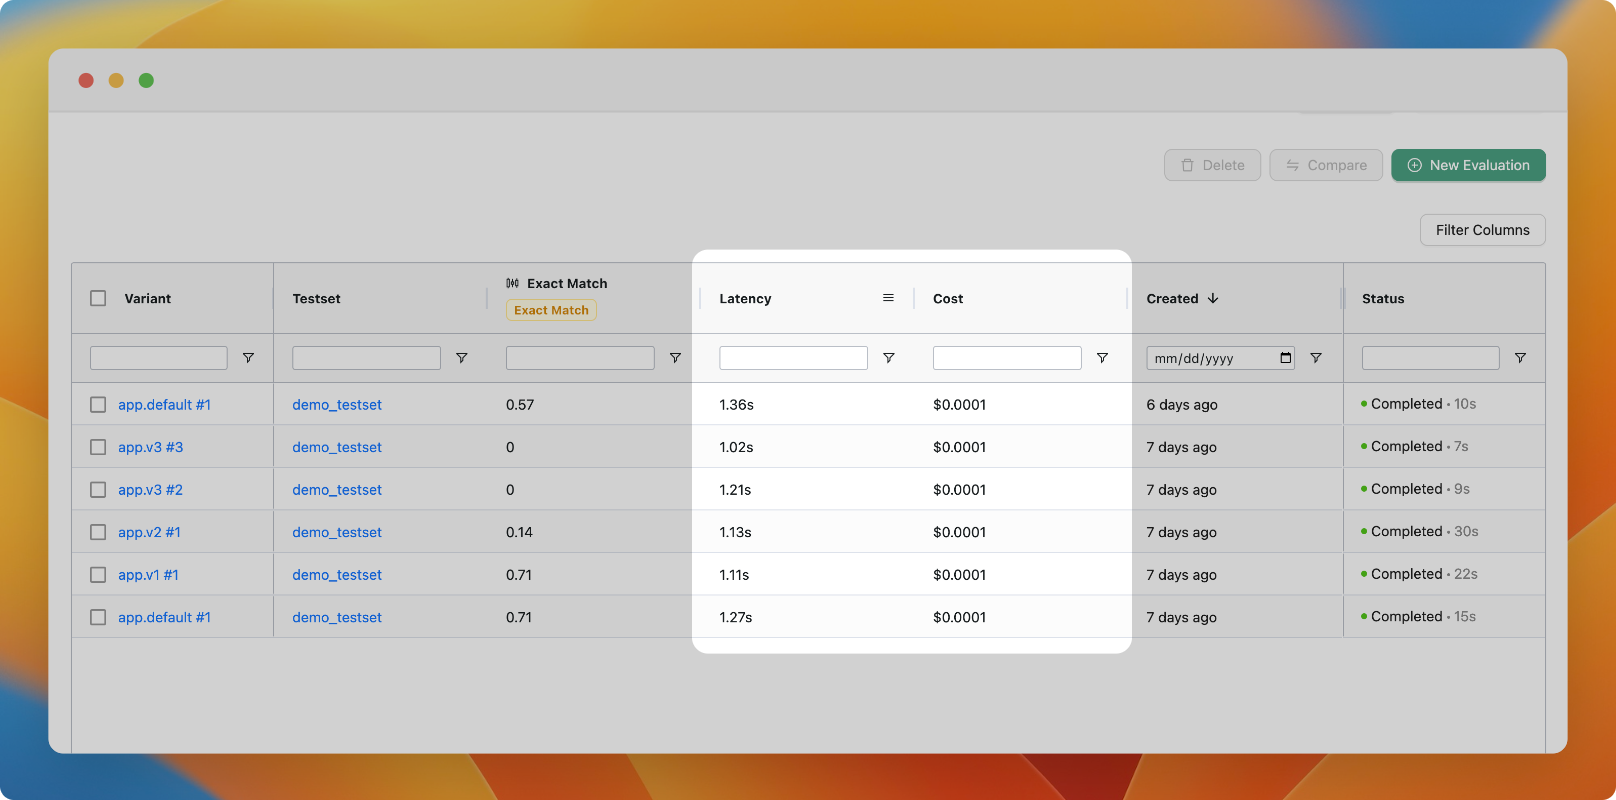 Delete
Compare
New Evaluation
Filter Columns
Variant
Testset
Exact Match
Exact Match
Latency
Cost
Created
Status
mm/dd/yyyy
app.default #1 demo_testset 0.57 1.36s $0.0001 6 days ago Completed • 10s
app.v3 #3 demo_testset 0 1.02s $0.0001 7 days ago Completed • 7s
app.v3 #2 demo_testset 0 1.21s $0.0001 7 days ago Completed • 9s
app.v2 #1 demo_testset 0.14 1.13s $0.0001 7 days ago Completed • 30s
app.v1 #1 demo_testset 0.71 1.11s $0.0001 7 days ago Completed • 22s
app.default #1 demo_testset 0.71 1.27s $0.0001 7 days ago Completed • 15s